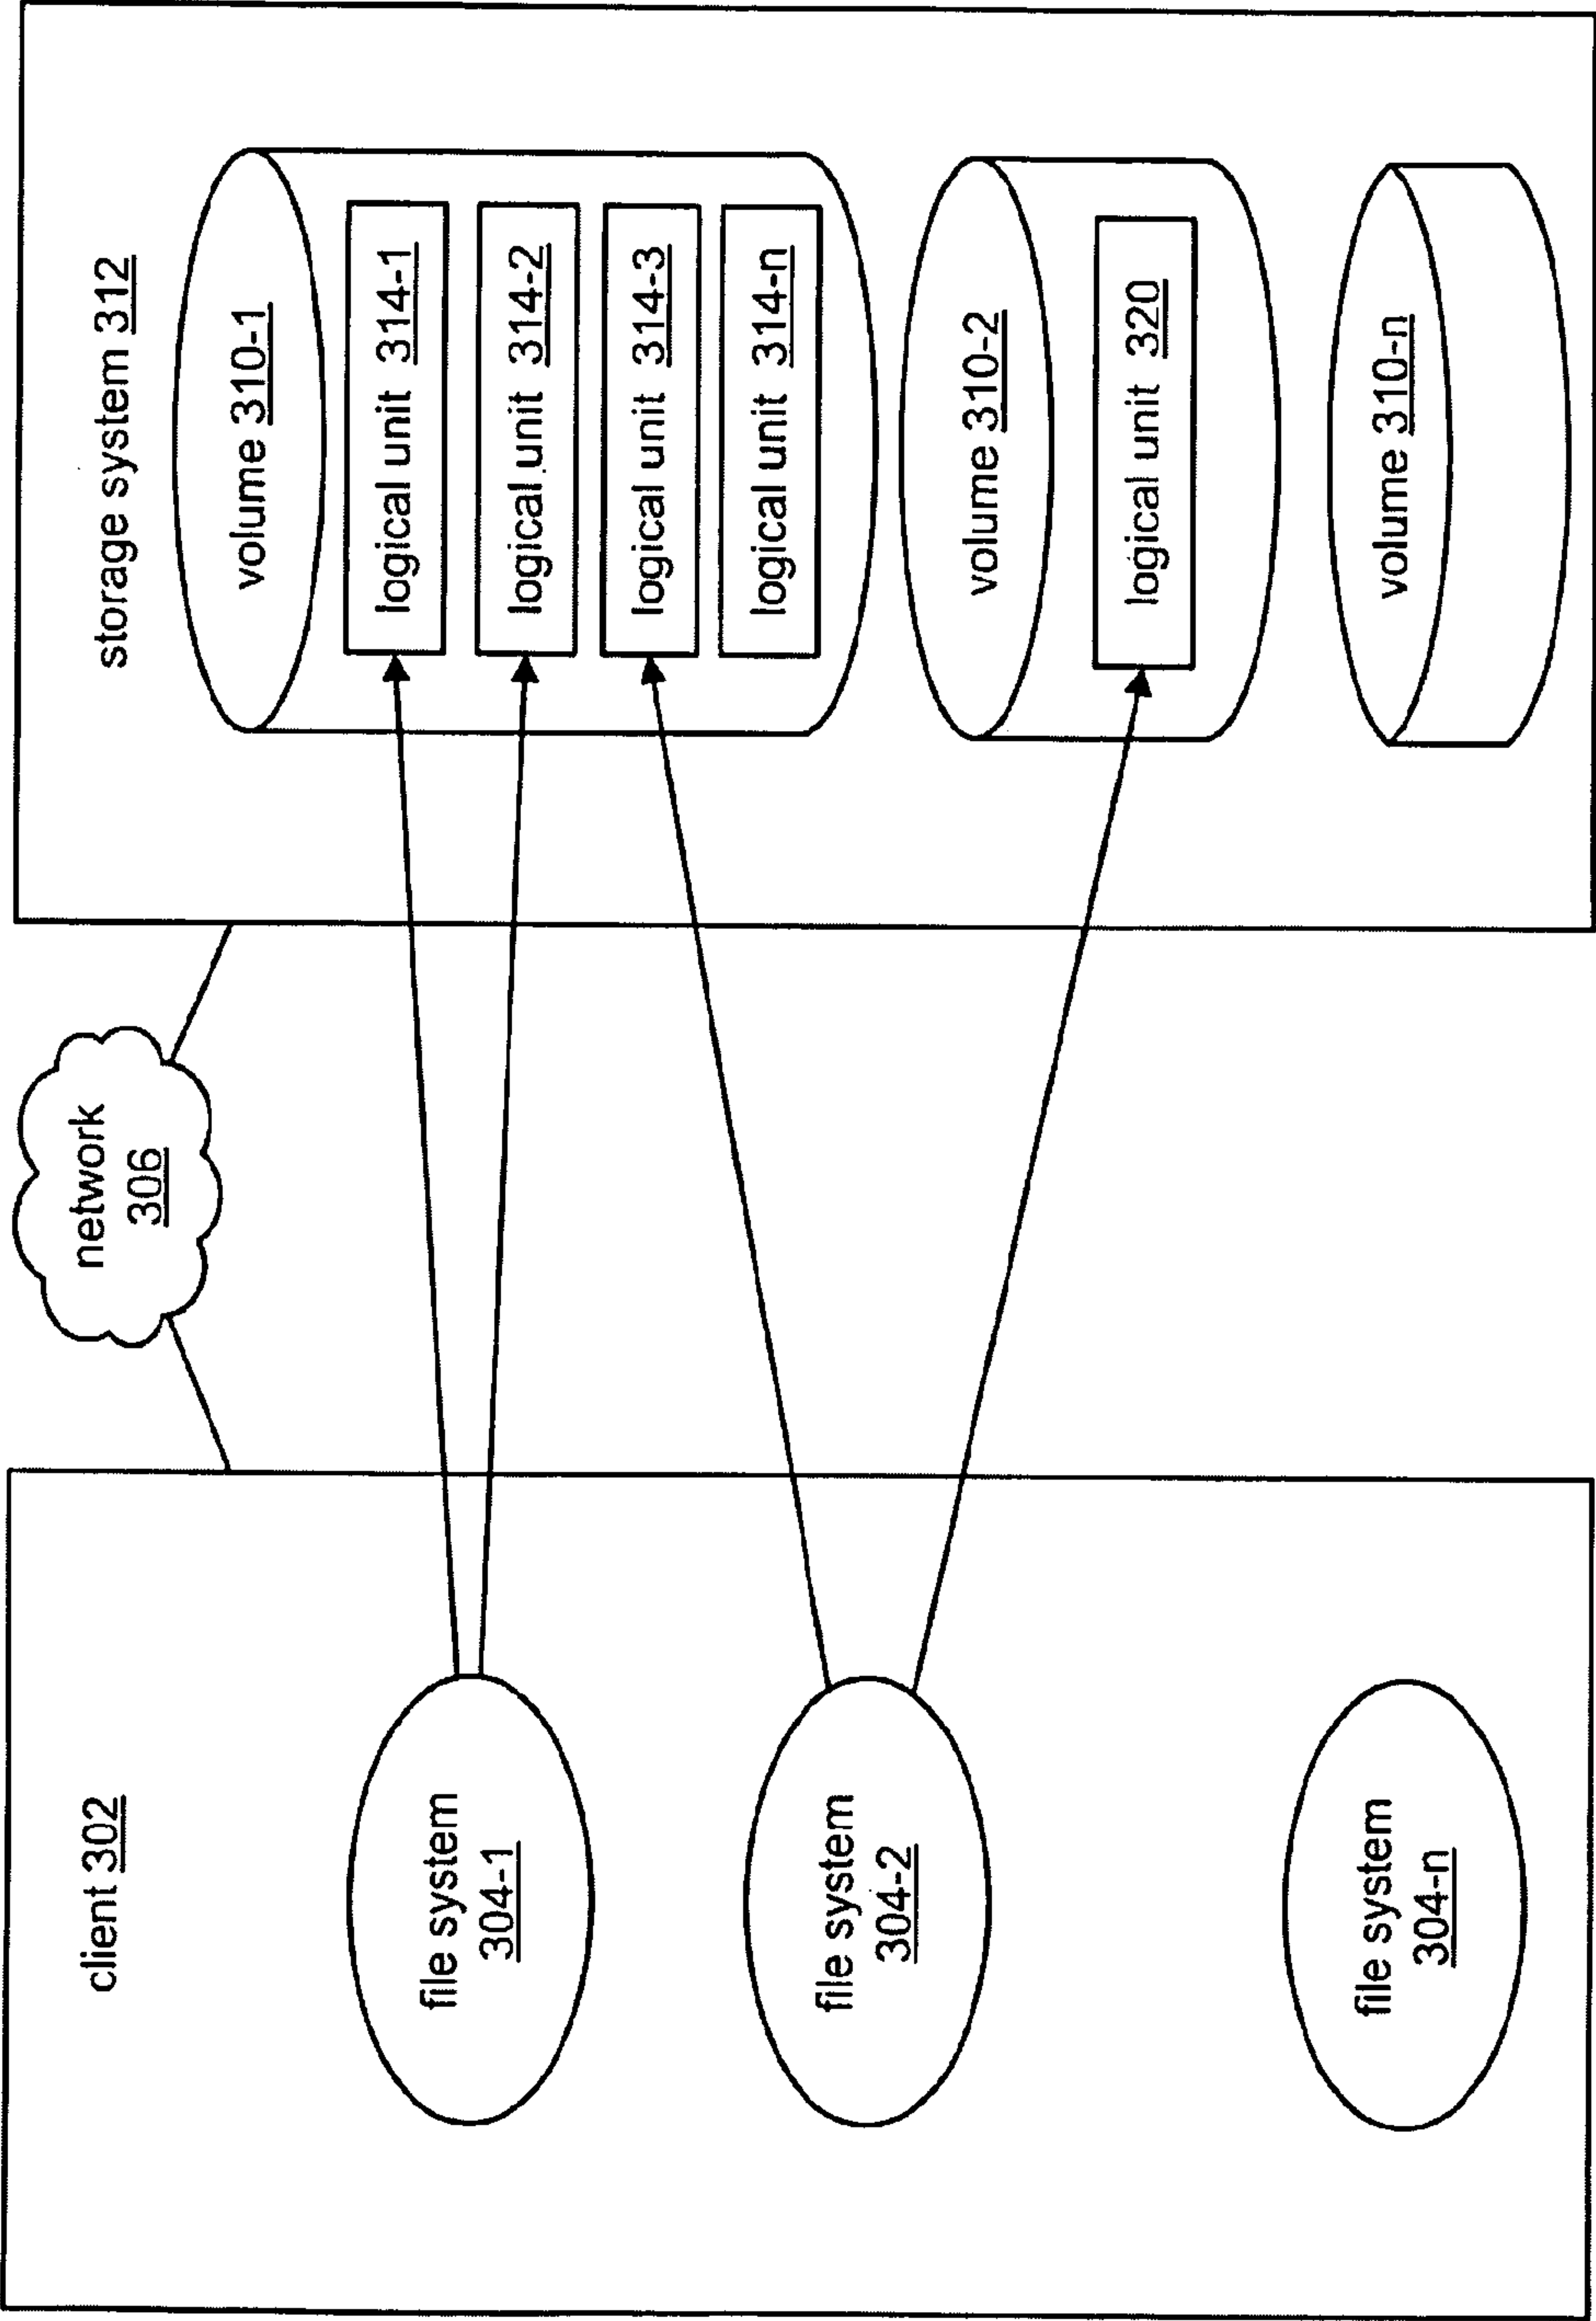 client 302
file system
304-1
file system
304-2
file system
304-n
network
306
storage system 312
volume 310-1
logical unit 314-1
logical unit 314-2
logical unit 314-3
logical unit 314-n
volume 310-2
logical unit 320
volume 310-n